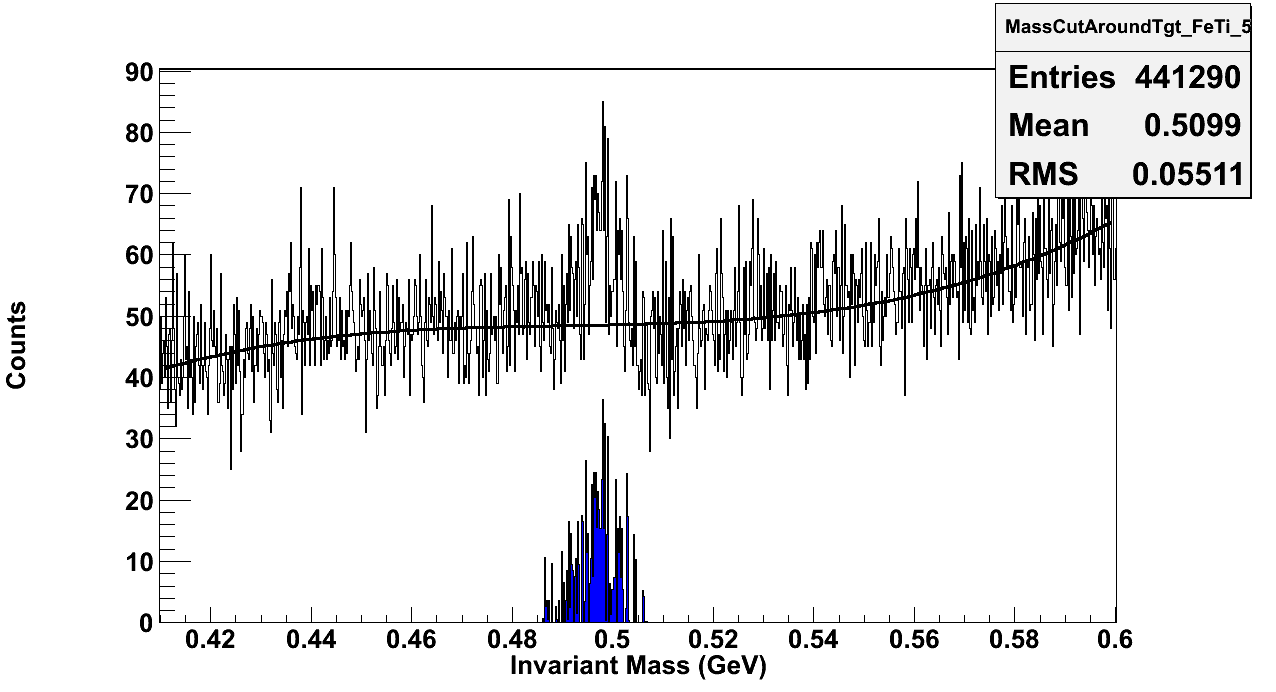 MassCutAroundTgt_FeTi_5
Entries 441290
Mean 0.5099
RMS 0.05511
90
80
70
60
50
40
30
20
10
0
Counts
0.42 0.44 0.46 0.48 0.5 0.52 0.54 0.56 0.58 0.6
Invariant Mass (GeV)